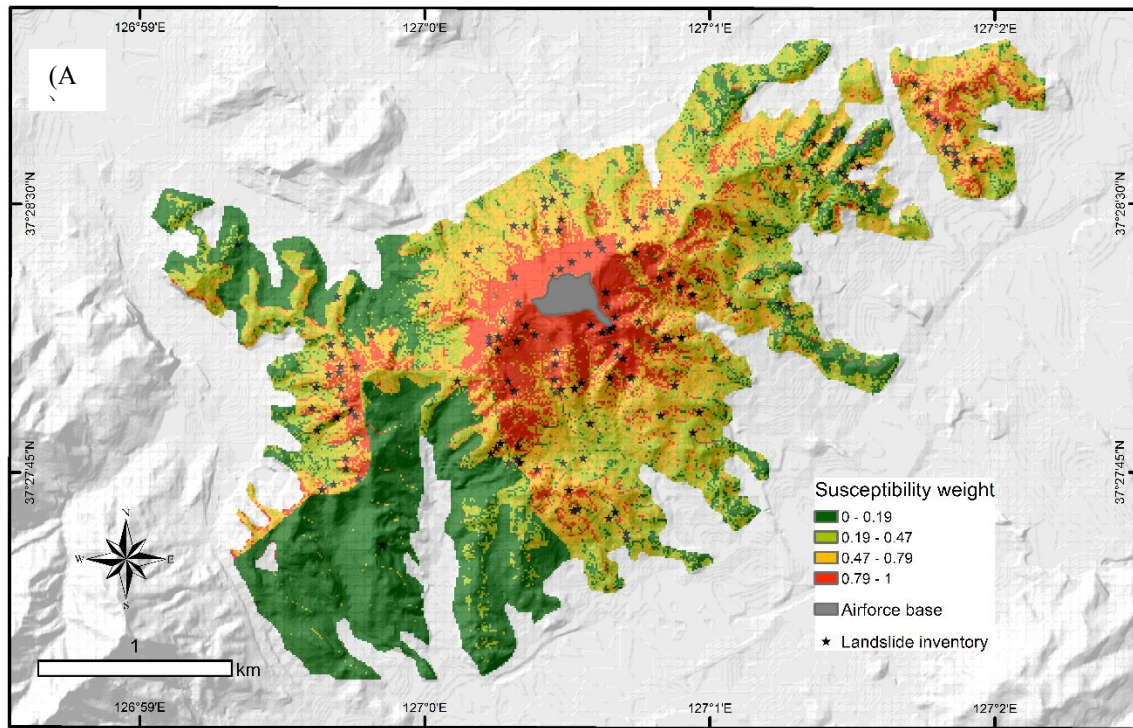 126°59'E 127°0'E 127°1'E 127°2'E
(A
)
37°28'30"N 37°28'30"N
37°27'45"N 37°27'45"N
Susceptibility weight
0 - 0.19
0.19 - 0.47
0.47 - 0.79
0.79 - 1
Airforce base
Landslide inventory
N
W E
S
1
km
126°59'E 127°0'E 127°1'E 127°2'E